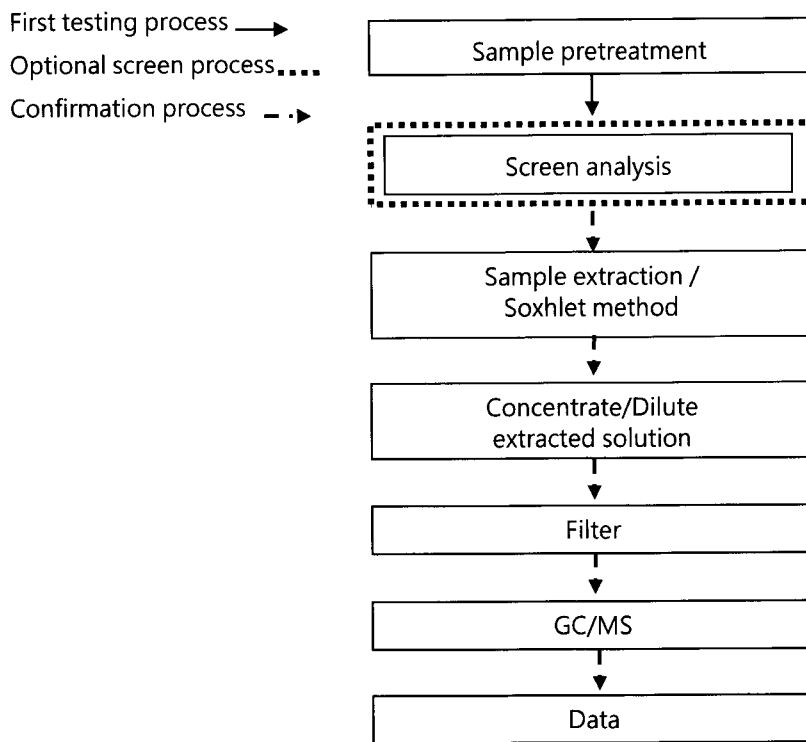 First testing process
Optional screen process
Confirmation process
Sample pretreatment
Screen analysis
Sample extraction /
Soxhlet method
Concentrate/Dilute
extracted solution
Filter
GC/MS
Data